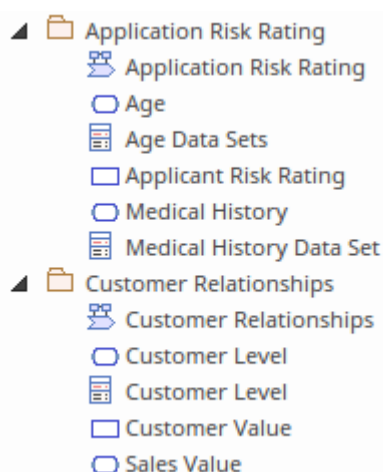 Application Risk Rating
Application Risk Rating
Age
Age Data Sets
Applicant Risk Rating
Medical History
Medical History Data Set
Customer Relationships
Customer Relationships
Customer Level
Customer Level
Customer Value
Sales Value